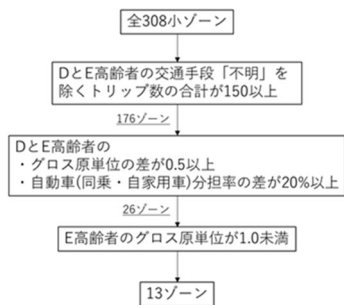 全308小ゾーン
DとE高齢者の交通手段「不明」を
除くトリップ数の合計が150以上
176ゾーン
DとE高齢者の
・グロス原単位の差が0.5以上
・自動車(同乗・自家用車)分担率の差が20%以上
26ゾーン
E高齢者のグロス原単位が1.0未満
13ゾーン